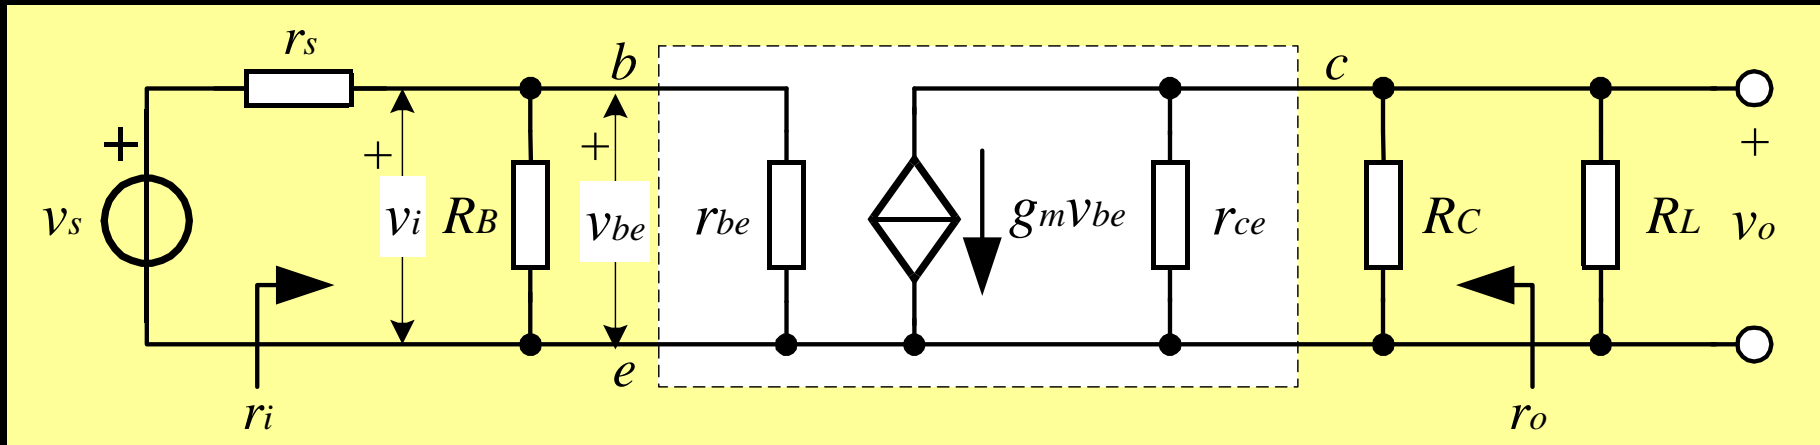 rs
b
c
+
+
+
+
vs
vi
RB
vbe
rbe
gmvbe
rce
RC
RL
vo
e
ri
ro